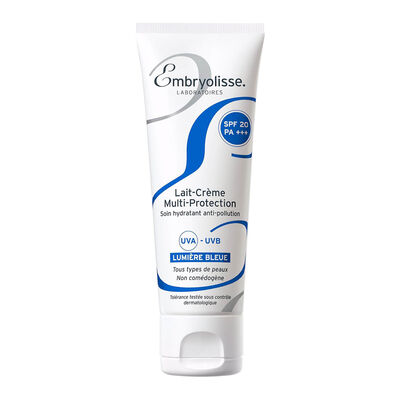 Embryolisse.
LABORATOIRES
SPF 20
PA +++
Lait-Crème
Multi-Protection
Soin hydratant anti-pollution
UVA - UVB
LUMIÈRE BLEUE
Tous types de peaux
Non comédogène
Tolérance testée sous contrôle
dermatologique